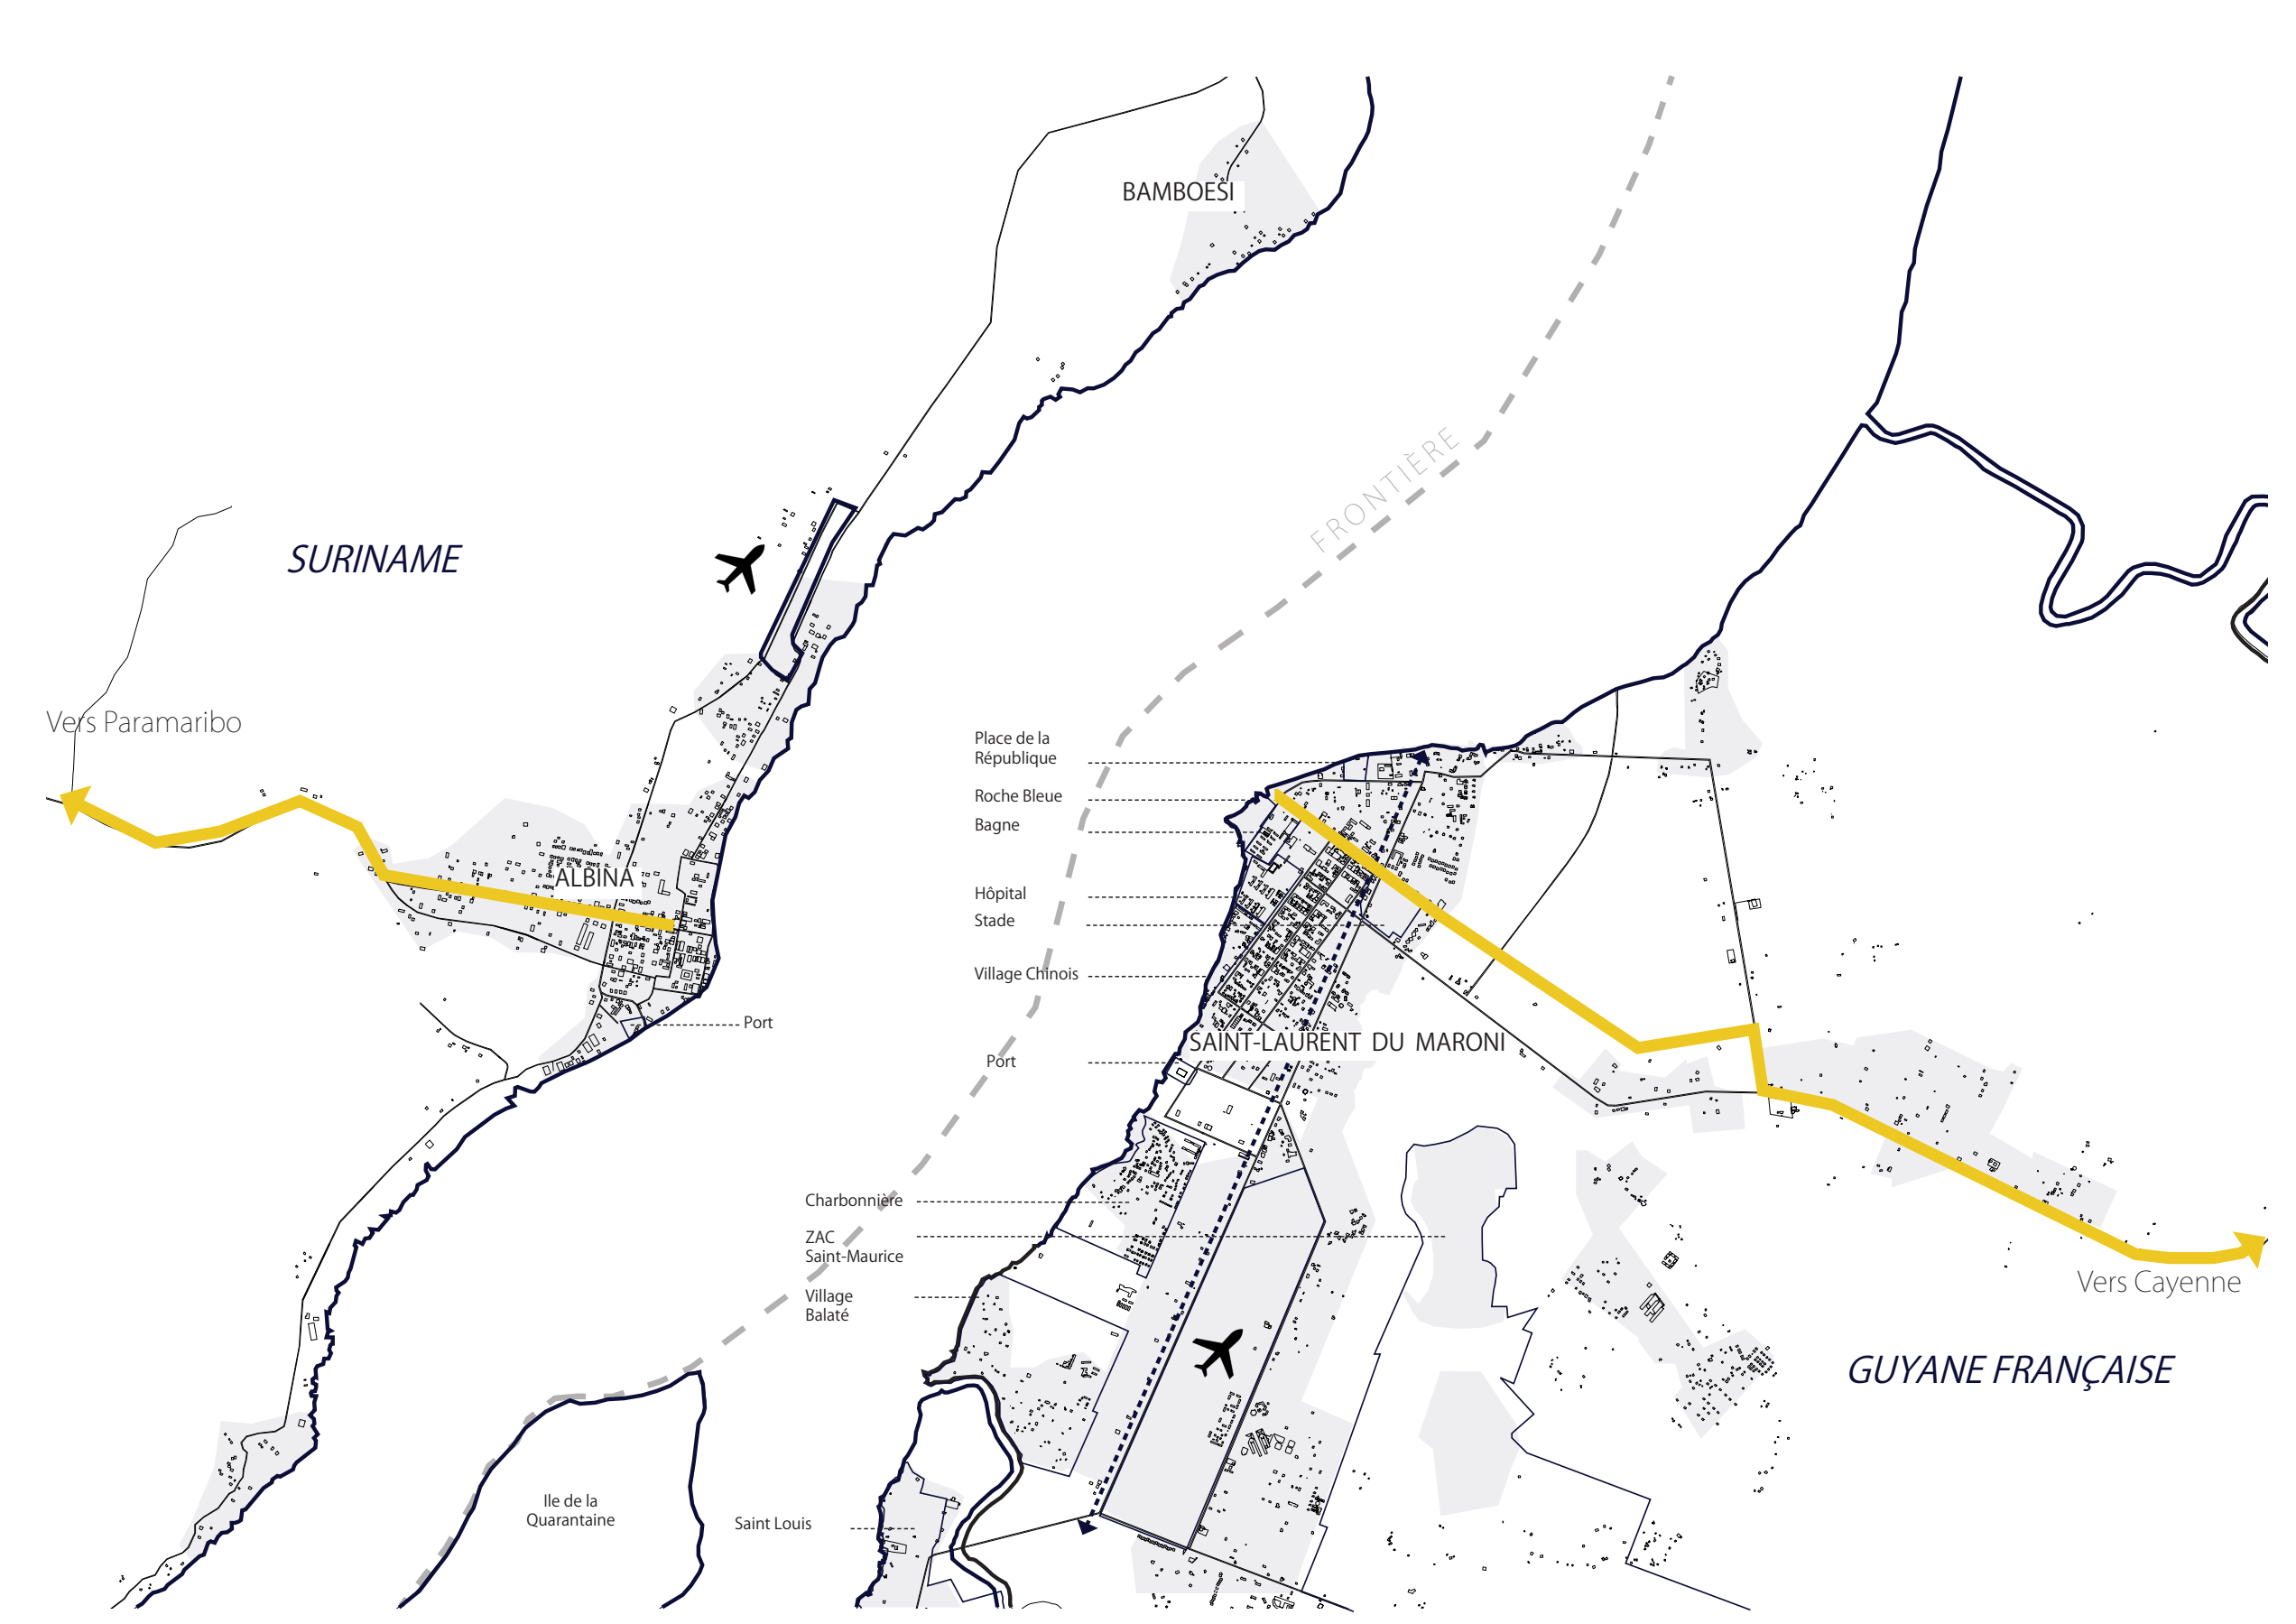 BAMBOESI
FRONTIÈRE
SURINAME
Vers Paramaribo
Place de la
République
Roche Bleue
Bagne
ALBINA
Hôpital
Stade
Village Chinois
Port
SAINT-LAURENT DU MARONI
Port
Charbonnière
ZAC
Saint-Maurice
Vers Cayenne
Village
Balaté
GUYANE FRANÇAISE
Ile de la
Quarantaine
Saint Louis